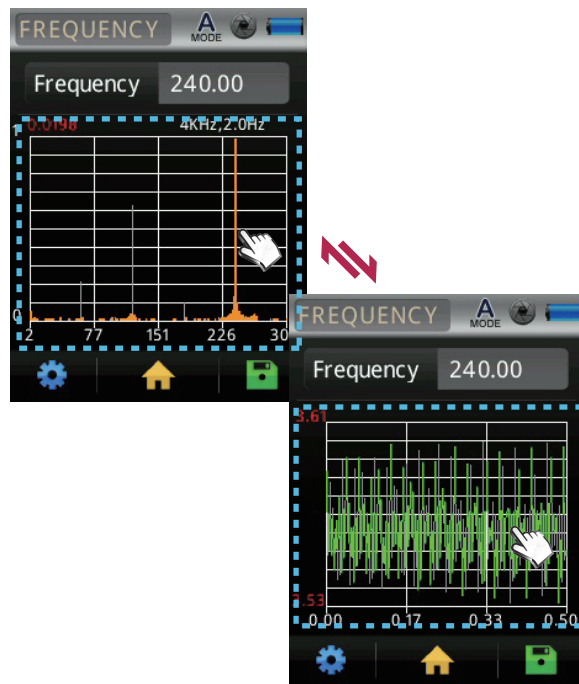 FREQUENCY A MODE
Frequency 240.00
0.0198 4KHz,2.0Hz
1
0
2 77 151 226 30
FREQUENCY A MODE
Frequency 240.00
3.61
.53
0.00 0.17 0.33 0.50